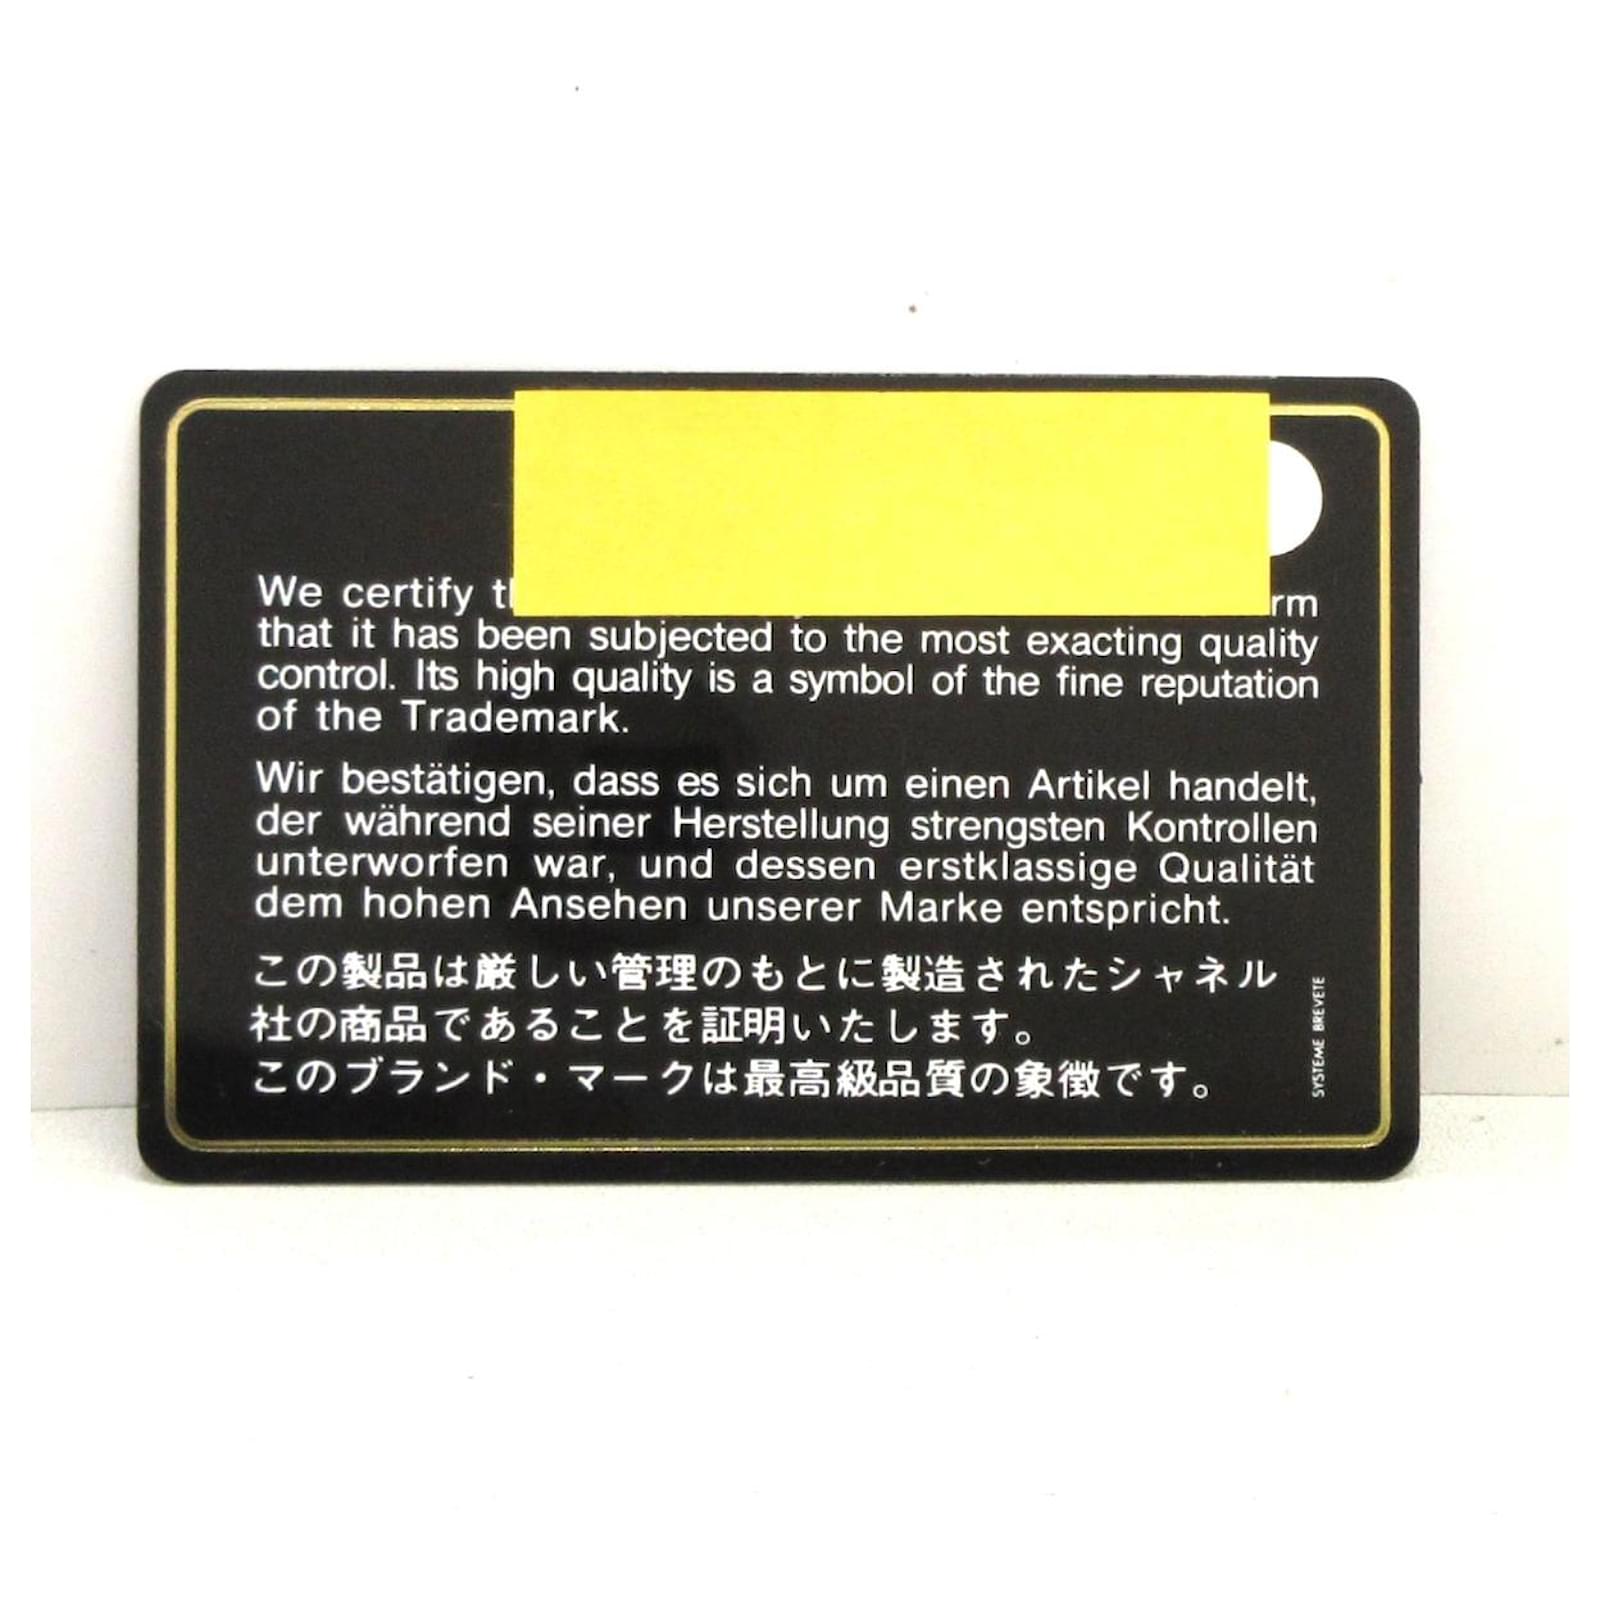 We certify
that it has been subjected to the most exacting quality
control. Its high quality is a symbol of the fine reputation
of the Trademark.
Wir bestätigen, dass es sich um einen Artikel handelt,
der während seiner Herstellung strengsten Kontrollen
unterworfen war, und dessen erstklassige Qualität
dem hohen Ansehen unserer Marke entspricht.
この製品は厳しい管理のもとに製造されたシャネル
社の商品であることを証明いたします。
このブランド・マークは最高級品質の象徴です。
SYSTEME BREVETE